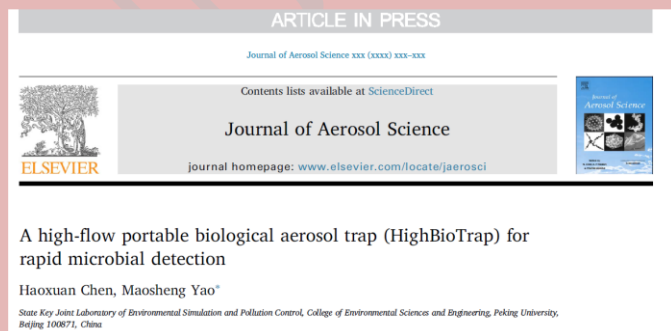 ARTICLE IN PRESS
Journal of Aerosol Science xxx (xxxx) xxx–xxx
Contents lists available at ScienceDirect
Journal of Aerosol Science
journal homepage: www.elsevier.com/locate/jaerosci
ELSEVIER
Journal of
Aerosol Science
A high-flow portable biological aerosol trap (HighBioTrap) for
rapid microbial detection
Haoxuan Chen, Maosheng Yao*
State Key Joint Laboratory of Environmental Simulation and Pollution Control, College of Environmental Sciences and Engineering, Peking University,
Beijing 100871, China